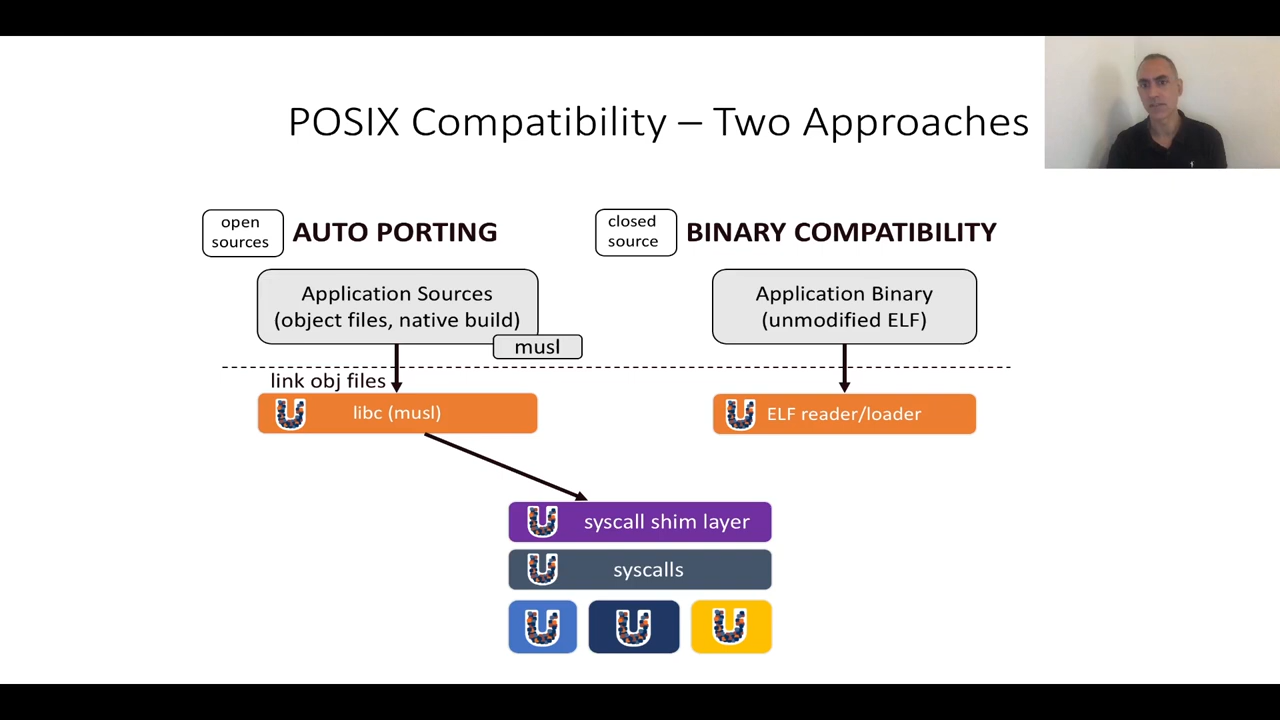 POSIX Compatibility – Two Approaches
open
sources
AUTO PORTING
closed
source
BINARY COMPATIBILITY
Application Sources
(object files, native build)
musl
Application Binary
(unmodified ELF)
link obj files
libc (musl)
ELF reader/loader
syscall shim layer
syscalls